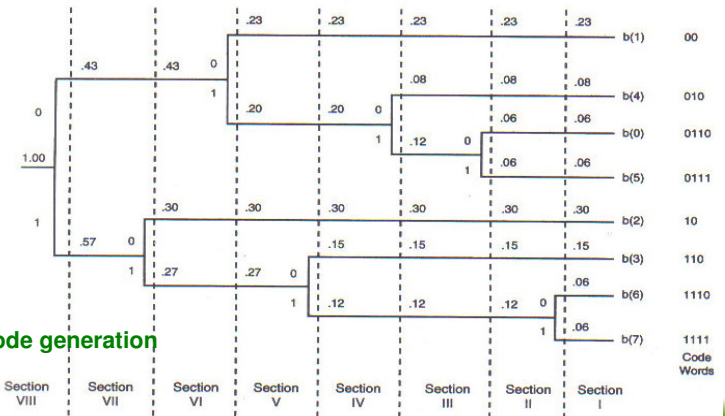 .23 .23 .23 .23 .23
b(1) 00
.43 .43 0
1
.08 .08 .08
b(4) 010
0
.20 .20 0
.06 .06
1
.12 0
b(0) 0110
1.00
1
.06 .06
b(5) 0111
.30 .30 .30 .30 .30 .30
1
b(2) 10
.57 0
.15 .15 .15 .15
b(3) 110
1
.27 .27 0
.06
1
.12 .12 .12 0
b(6) 1110
1
.06
b(7) 1111
ode generation
Code
Words
Section Section Section Section Section Section Section Section
VIII VII VI V IV III II I